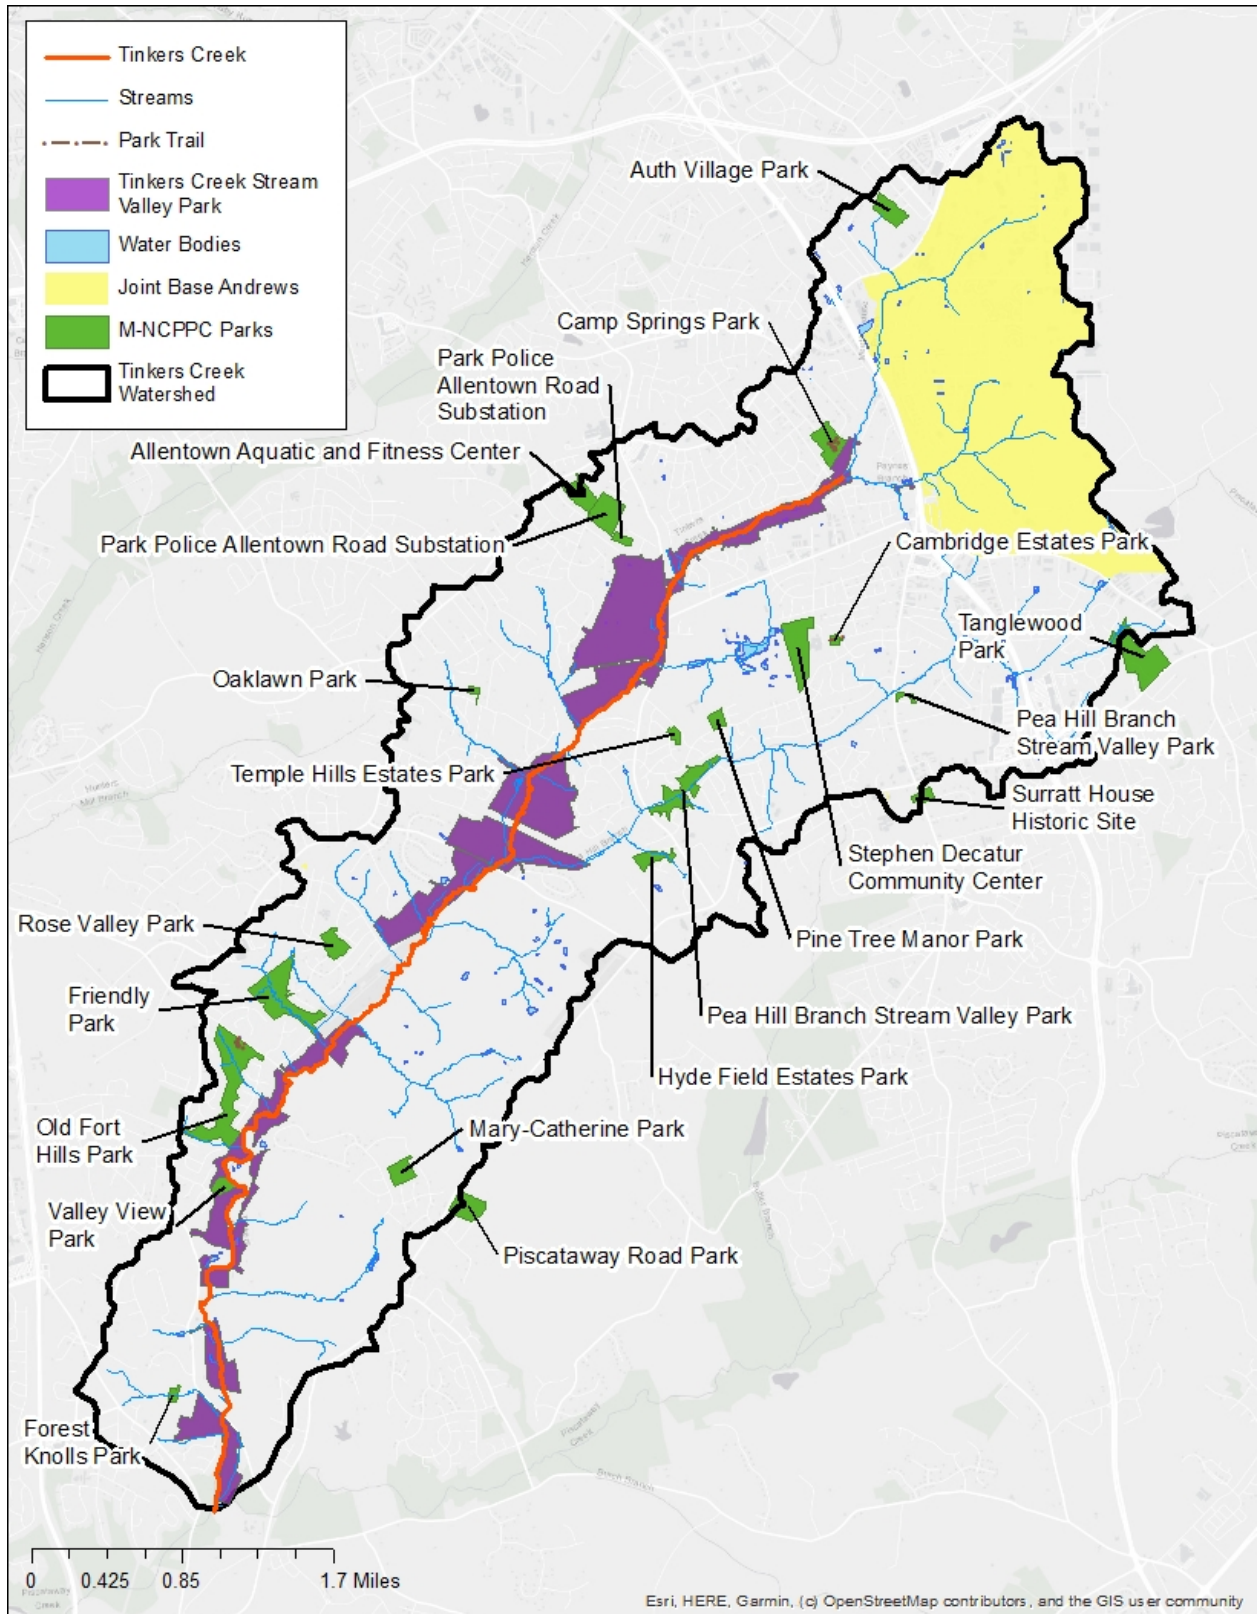 Tinkers Creek
Streams
Park Trail
Tinkers Creek Stream
Valley Park
Water Bodies
Joint Base Andrews
M-NCPPC Parks
Tinkers Creek
Watershed
Auth Village Park
Camp Springs Park
Park Police
Allentown Road
Substation
Allentown Aquatic and Fitness Center
Park Police Allentown Road Substation
Cambridge Estates Park
Tanglewood
Park
Oaklawn Park
Pea Hill Branch
Stream Valley Park
Temple Hills Estates Park
Surratt House
Historic Site
Stephen Decatur
Community Center
Rose Valley Park
Pine Tree Manor Park
Friendly
Park
Pea Hill Branch Stream Valley Park
Hyde Field Estates Park
Old Fort
Hills Park
Mary-Catherine Park
Valley View
Park
Piscataway Road Park
Forest
Knolls Park
0 0.425 0.85 1.7 Miles
Piscataway
Creek
Esri, HERE, Garmin, (c) OpenStreetMap contributors, and the GIS user community